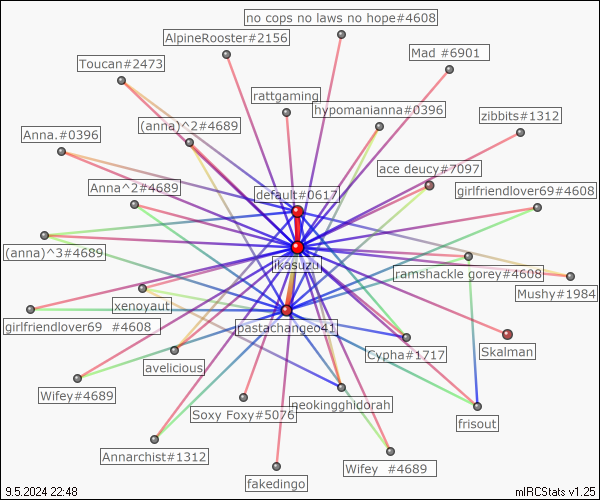 no cops no laws no hope#4608
AlpineRooster#2156
Mad #6901
Toucan#2473
rattgaming
hypomanianna#0396
zibbits#1312
(anna)^2#4689
Anna.#0396
ace deucy#7097
Anna^2#4689
default#0617
girlfriendlover69#4608
(anna)^3#4689
ikasuzu
ramshackle gorey#4608
Mushy#1984
xenoyaut
girlfriendlover69 #4608
pastachangeo41
Cypha#1717
Skalman
avelicious
Wifey#4689
neokingghidorah
Soxy Foxy#5076
frisout
Annarchist#1312
Wifey #4689
fakedingo
9.5.2024 22:48
mIRCStats v1.25